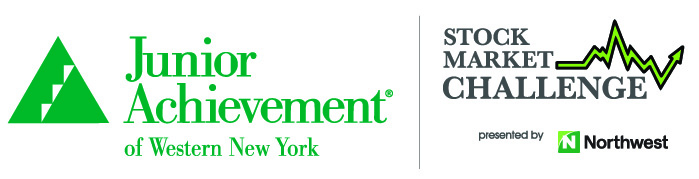 Junior
Achievement®
of Western New York
STOCK
MARKET
CHALLENGE
presented by N Northwest